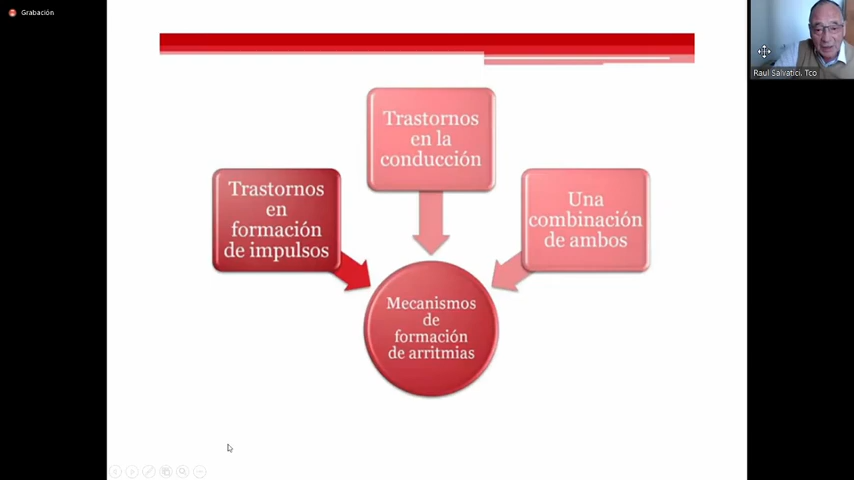 Grabación
Raul Salvatici. Tco
Trastornos
en la
conducción
Trastornos
en
formación
de impulsos
Una
combinación
de ambos
Mecanismos
de
formación
de arritmias